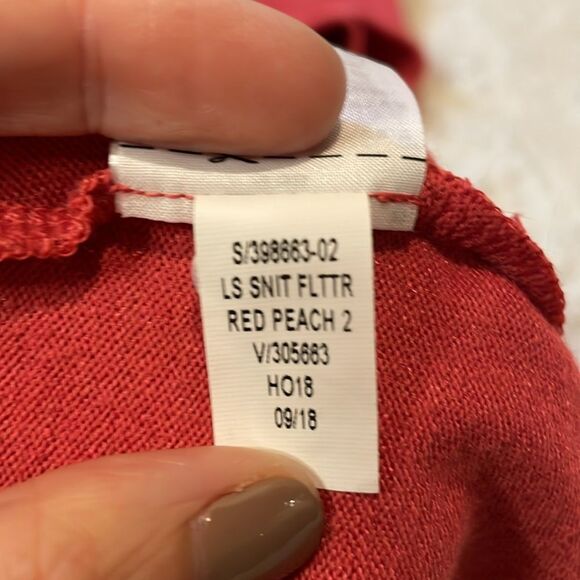 S/398663-02
LS SNIT FLTTR
RED PEACH 2
V/305663
HO18
09/18